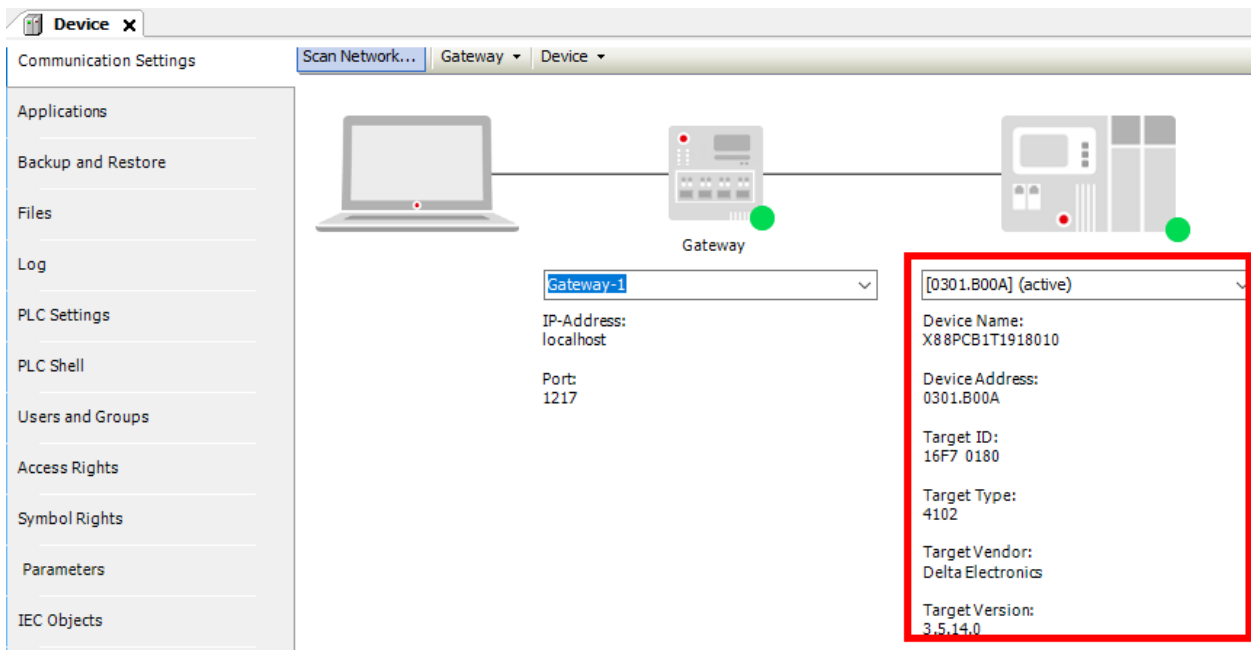 Device
Communication Settings
Applications
Backup and Restore
Files
Log
PLC Settings
PLC Shell
Users and Groups
Access Rights
Symbol Rights
Parameters
IEC Objects
Scan Network... Gateway Device
Gateway
Gateway-1
IP-Address:
localhost
Port:
1217
[0301.B00A] (active)
Device Name:
X88PCB1T1918010
Device Address:
0301.B00A
Target ID:
16F7 0180
Target Type:
4102
Target Vendor:
Delta Electronics
Target Version:
3.5.14.0